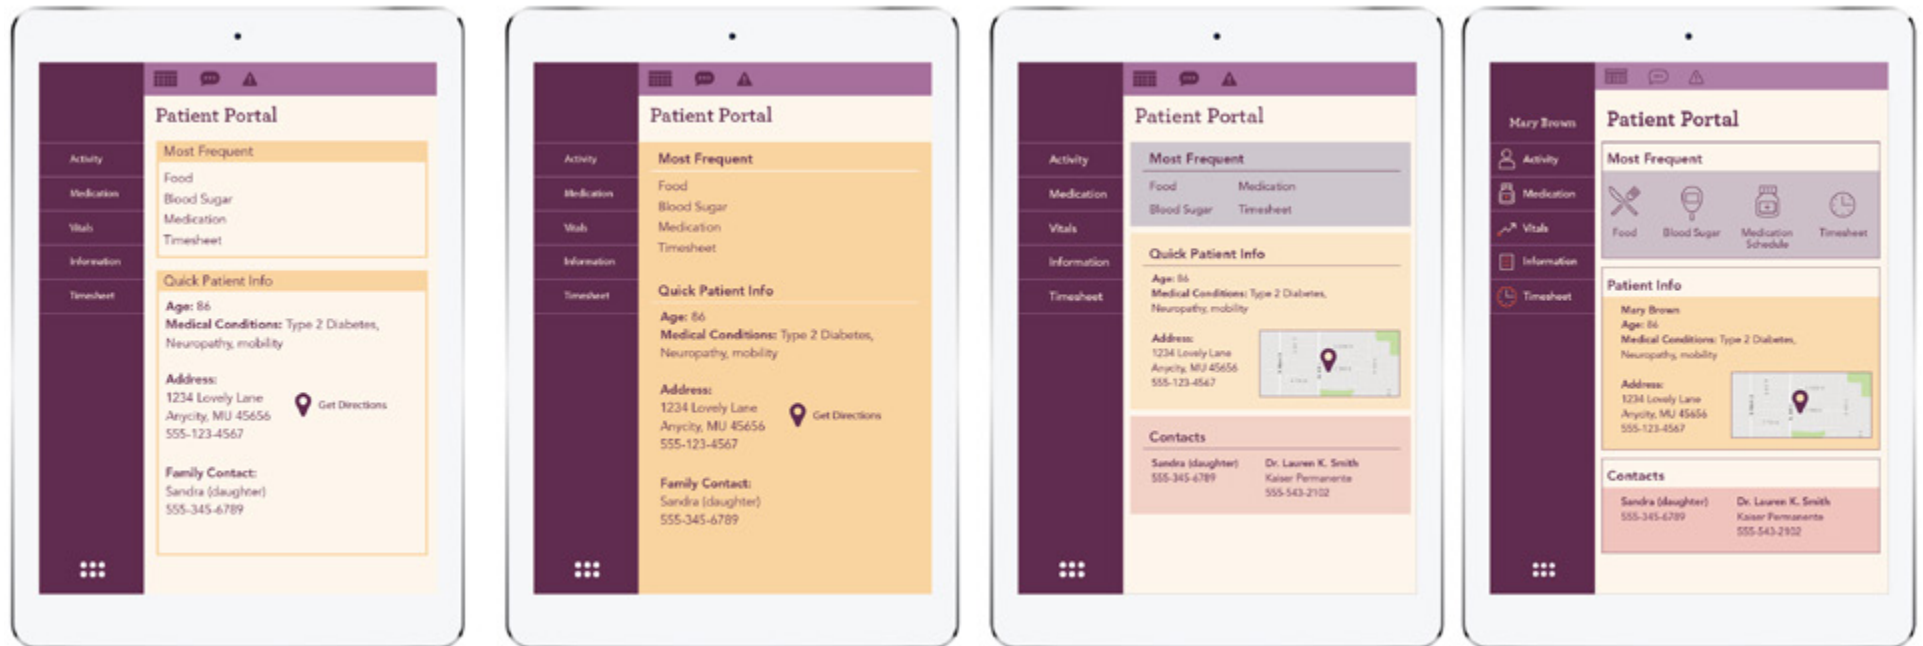 Patient Portal
Activity
Medication
Vitals
Information
Timesheet
Most Frequent
Food
Blood Sugar
Medication
Timesheet
Quick Patient Info
Age: 86
Medical Conditions: Type 2 Diabetes,
Neuropathy, mobility
Address:
1234 Lovely Lane
Anycity, MU 45656
555-123-4567
Get Directions
Family Contact:
Sandra (daughter)
555-345-6789
Patient Portal
Activity
Medication
Vitals
Information
Timesheet
Most Frequent
Food
Blood Sugar
Medication
Timesheet
Quick Patient Info
Age: 86
Medical Conditions: Type 2 Diabetes,
Neuropathy, mobility
Address:
1234 Lovely Lane
Anycity, MU 45656
555-123-4567
Get Directions
Family Contact:
Sandra (daughter)
555-345-6789
Patient Portal
Activity
Medication
Vitals
Information
Timesheet
Most Frequent
Food Medication
Blood Sugar Timesheet
Quick Patient Info
Age: 86
Medical Conditions: Type 2 Diabetes,
Neuropathy, mobility
Address:
1234 Lovely Lane
Anycity, MU 45656
555-123-4567
Contacts
Sandra (daughter)
555-345-6789
Dr. Lauren K. Smith
Kaiser Permanente
555-543-2102
Mary Brown
Activity
Medication
Vitals
Information
Timesheet
Patient Portal
Most Frequent
Food
Blood Sugar
Medication
Schedule
Timesheet
Patient Info
Mary Brown
Age: 86
Medical Conditions: Type 2 Diabetes,
Neuropathy, mobility
Address:
1234 Lovely Lane
Anycity, MU 45656
555-123-4567
Contacts
Sandra (daughter)
555-345-6789
Dr. Lauren K. Smith
Kaiser Permanente
555-543-2102